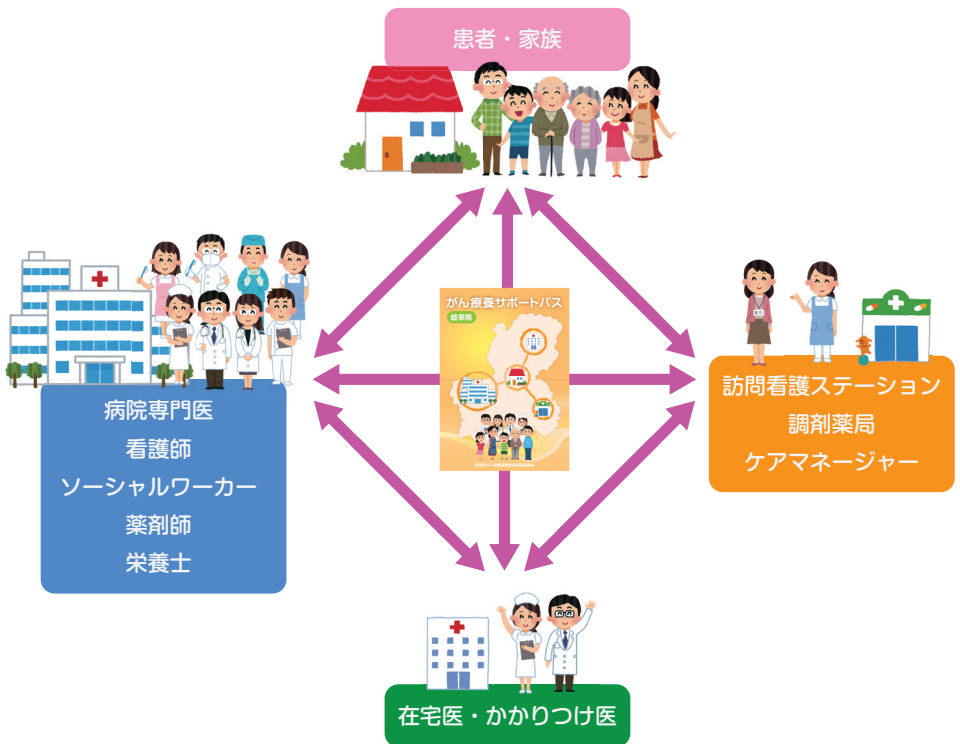 患者・家族
がん療養サポートパス
岐阜県
病院専門医
看護師
ソーシャルワーカー
薬剤師
栄養士
訪問看護ステーション
調剤薬局
ケアマネージャー
在宅医・かかりつけ医